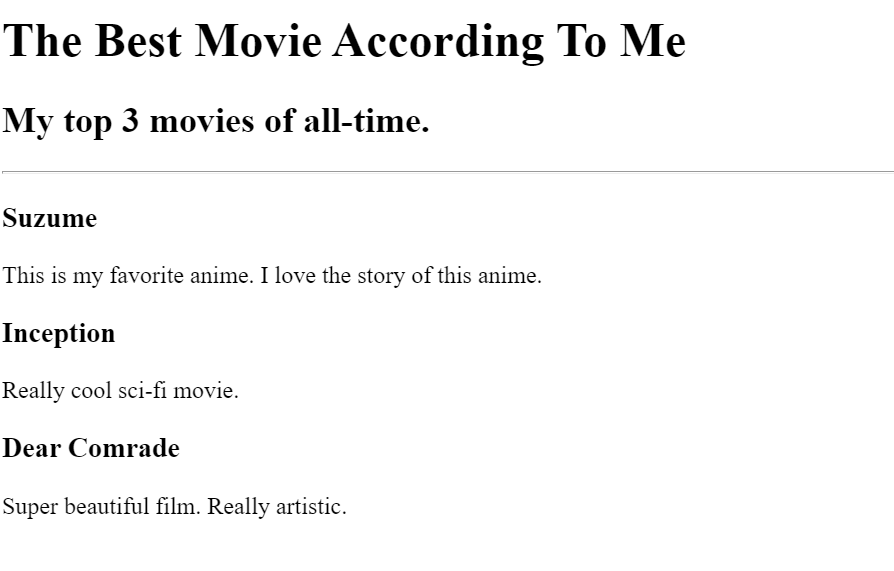 The Best Movie According To Me
My top 3 movies of all-time.
Suzume
This is my favorite anime. I love the story of this anime.
Inception
Really cool sci-fi movie.
Dear Comrade
Super beautiful film. Really artistic.